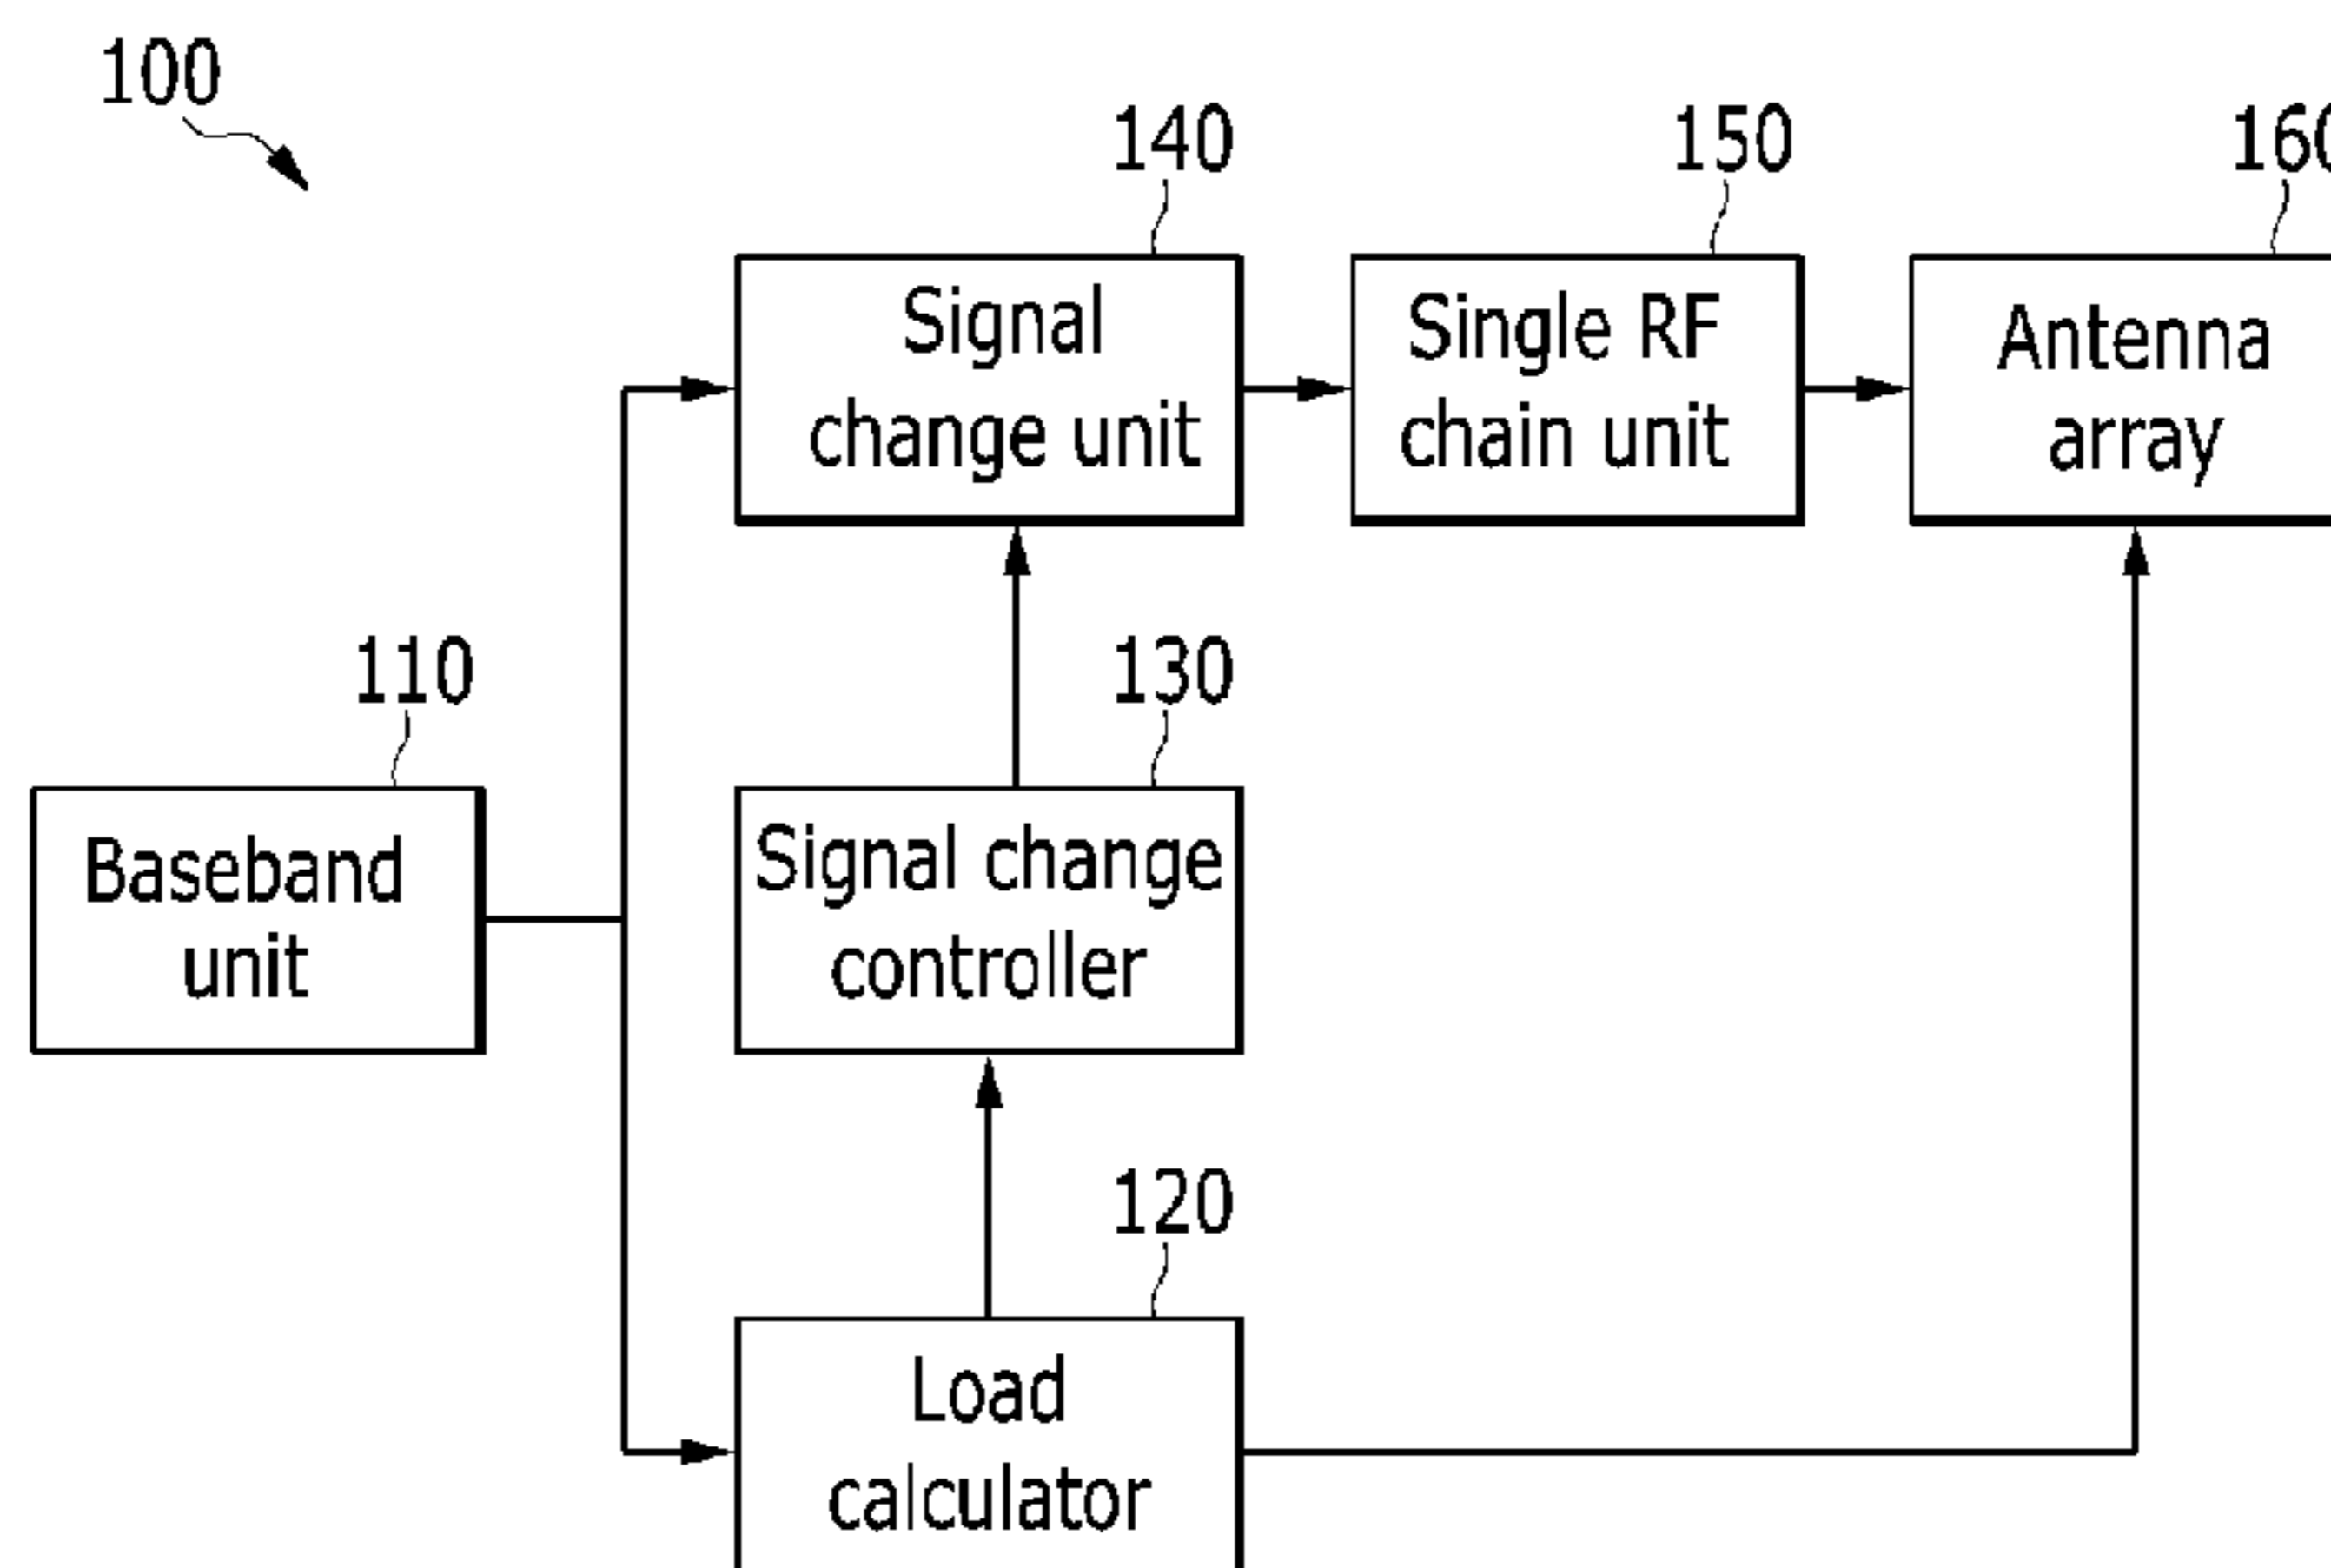 100
140
150
160
Signal
change unit
Single RF
chain unit
Antenna
array
110
130
Baseband
unit
Signal change
controller
120
Load
calculator